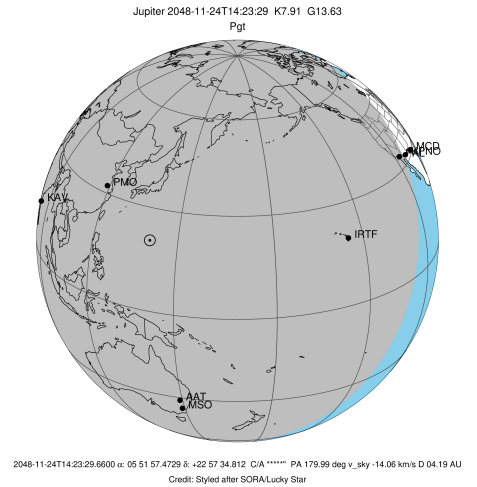 Jupiter 2048-11-24T14:23:29 K7.91 G13.63
Pgt
MCD
KPNO
PMO
KAV
IRTF
AAT
MSO
2048-11-24T14:23:29.6600 α: 05 51 57.4729 δ: +22 57 34.812 C/A *****" PA 179.99 deg v_sky -14.06 km/s D 04.19 AU
Credit: Styled after SORA/Lucky Star